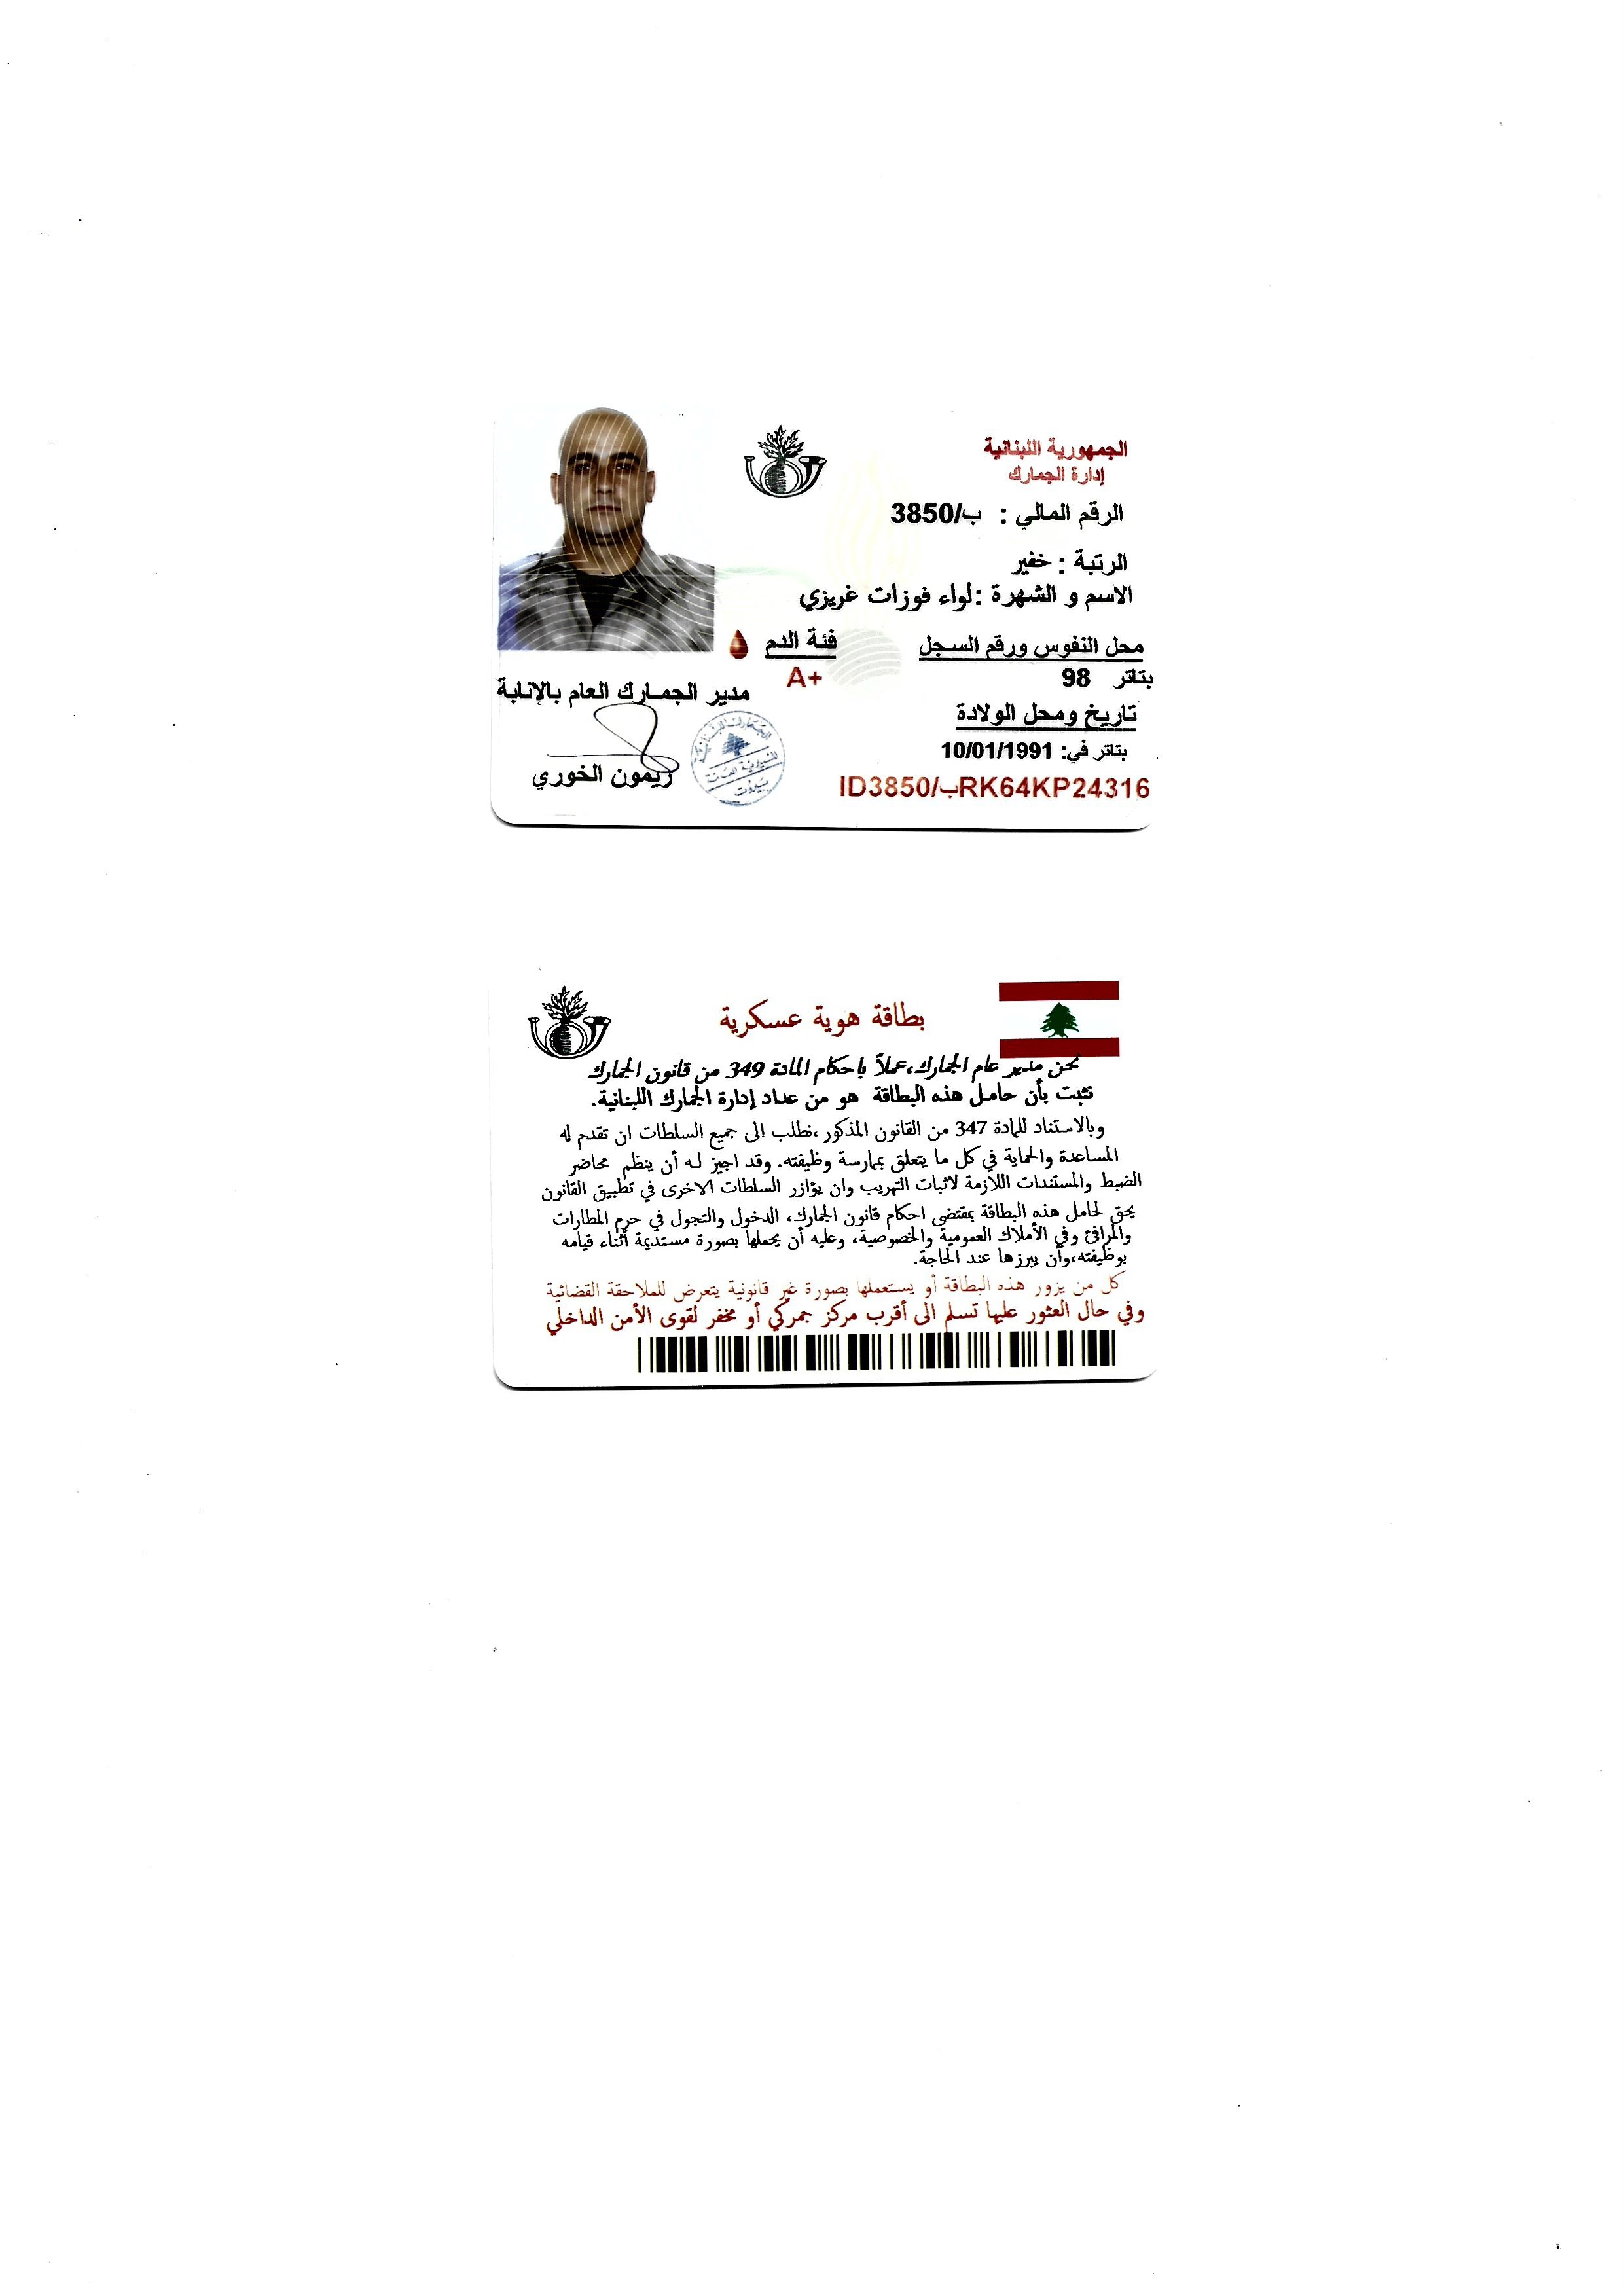 الجمهورية اللبنانية
إدارة الجمارك
الرقم المالي : ب/3850
الرتبة : خفير
الاسم و الشهرة :لواء فوزات غريزي
محل النفوس ورقم السجل
بتاتر 98
فئة الدم
A+
تاريخ ومحل الولادة
بتاتر في: 10/01/1991
ID3850/بRK64KP24316
مدير الجمارك العام بالإنابة
ريمون الخوري
بطاقة هوية عسكرية
نحن مدير عام الجمارك،عملاً باحكام المادة 349 من قانون الجمارك
نثبت بأن حامل هذه البطاقة هو من عداد إدارة الجمارك اللبنانية.
وبالاستناد للمادة 347 من القانون المذكور ،نطلب الى جميع السلطات ان تقدم له
المساعدة والحماية في كل ما يتعلق بممارسة وظيفته. وقد اجيز له أن ينظم محاضر
الضبط والمستندات اللازمة لاثبات التهريب وان يؤازر السلطات الاخرى في تطبيق القانون
يحق لحامل هذه البطاقة بمقتضى احكام قانون الجمارك، الدخول والتجول في حرم المطارات
والمرافئ وفي الأملاك العمومية والخصوصية، وعليه أن يحملها بصورة مستديمة أثناء قيامه
بوظيفته،وأن يبرزها عند الحاجة.
كل من يزور هذه البطاقة أو يستعملها بصورة غير قانونية يتعرض للملاحقة القضائية
وفي حال العثور عليها تسلم الى أقرب مركز جمركي أو مخفر لقوى الأمن الداخلي